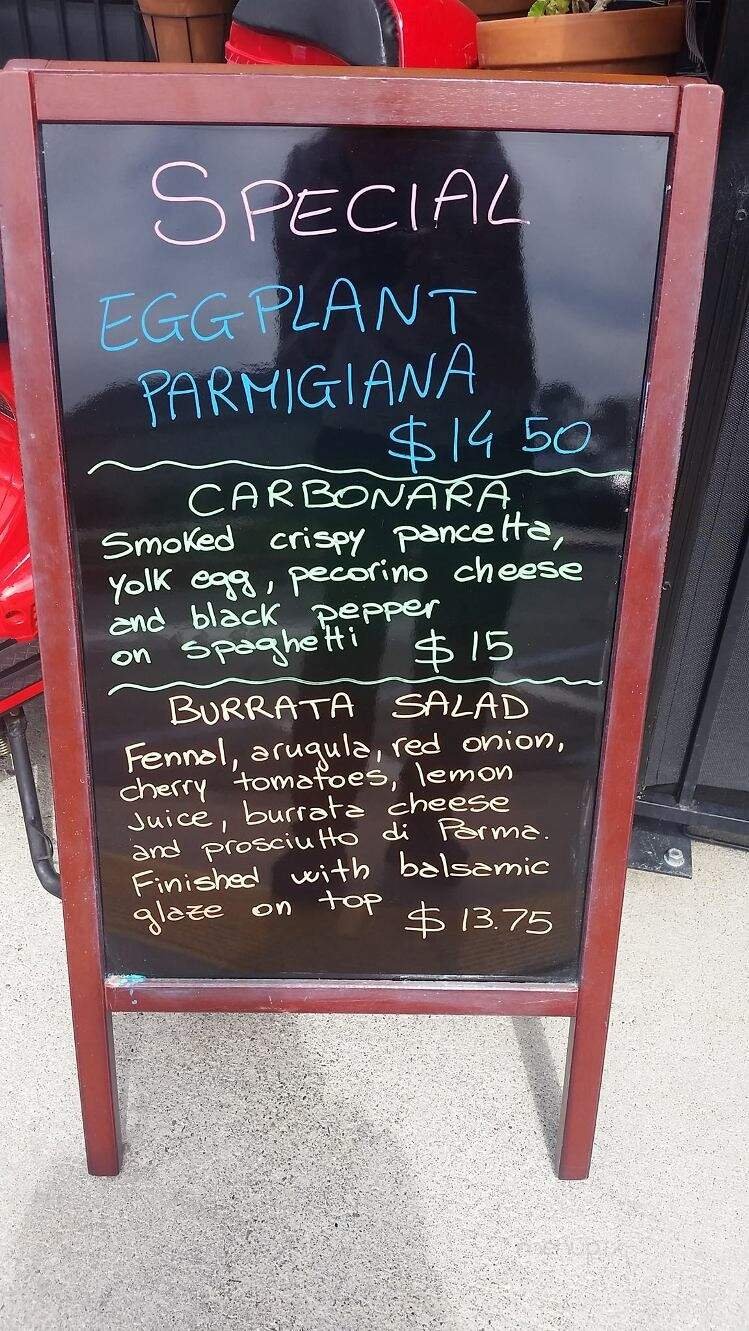 SPECIAL
EGGPLANT
PARMIGIANA
$14 50
CARBONARA
Smoked crispy pancetta,
yolk egg, pecorino cheese
and black pepper
on spaghetti $15
BURRATA SALAD
Fennal, arugula, red onion,
cherry tomatoes, lemon
Juice, burrata cheese
and prosciutto di Parma.
Finished with balsamic
glaze on top $13.75